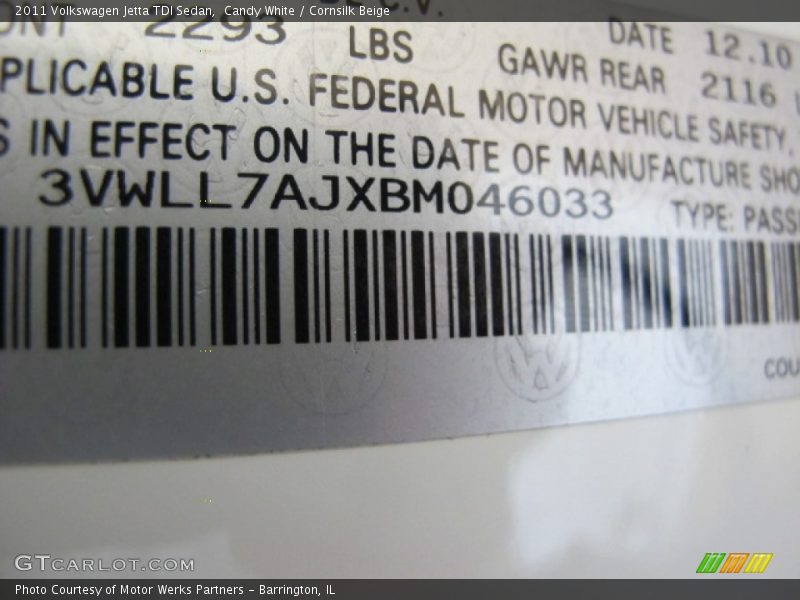 2011 Volkswagen Jetta TDI Sedan, Candy White / Cornsilk Beige
DATE 12.10
2293 LBS GAWR REAR 2116
PLICABLE U.S. FEDERAL MOTOR VEHICLE SAFETY
S IN EFFECT ON THE DATE OF MANUFACTURE SHO
3VWLL7AJXBM046033 TYPE: PASS
COU
GTCARLOT.COM
Photo Courtesy of Motor Werks Partners – Barrington, IL